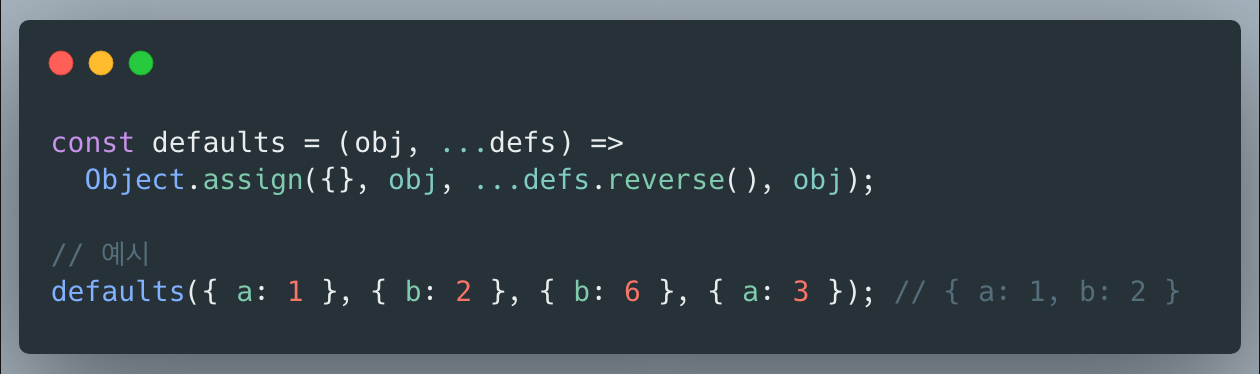 const defaults = (obj, ...defs) =>
  Object.assign({}, obj, ...defs.reverse(), obj);
// 예시
defaults({ a: 1 }, { b: 2 }, { b: 6 }, { a: 3 }); // { a: 1, b: 2 }